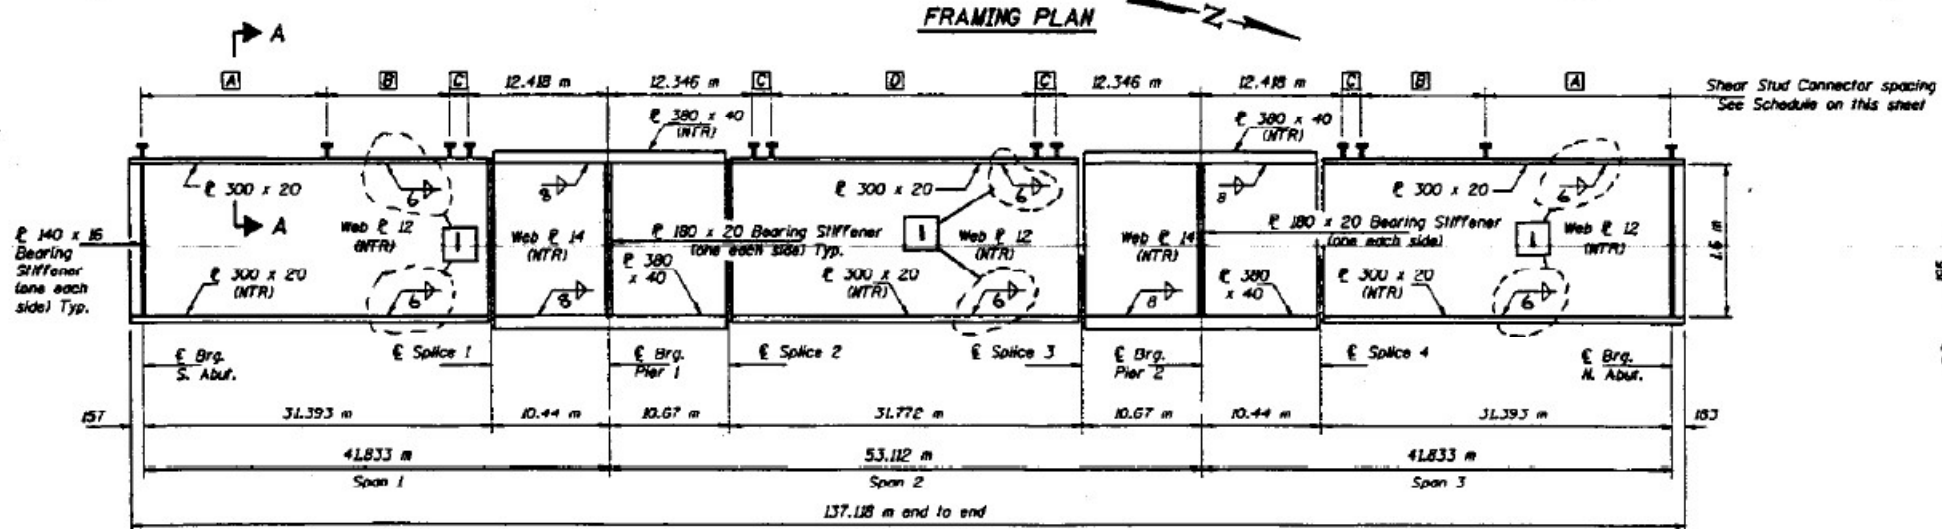 FRAMING PLAN
Z
A
A B C 12.418 m 12.346 m C D C 12.346 m 12.418 m C B A
Shear Stud Connector spacing
See Schedule on this sheet
℄ 380 x 40
(NTR)
℄ 380 x 40
(NTR)
℄ 300 x 20
6
8
℄ 300 x 20
6
8
℄ 300 x 20
6
A
℄ 140 x 16
Bearing
Stiffener
(one each
side) Typ.
Web ℄ 12
(NTR)
1
Web ℄ 14
(NTR)
℄ 180 x 20 Bearing Stiffener
(one each side) Typ.
1
Web ℄ 12
(NTR)
Web ℄ 14
(NTR)
℄ 180 x 20 Bearing Stiffener
(one each side)
1
Web ℄ 12
(NTR)
1.6 m
℄ 300 x 20
(NTR)
6
8
℄ 380
x 40
℄ 300 x 20
(NTR)
6
8
℄ 380
x 40
℄ 300 x 20
(NTR)
6
℄ Brg.
S. Abut.
℄ Splice 1
℄ Brg.
Pier 1
℄ Splice 2
℄ Splice 3
℄ Brg.
Pier 2
℄ Splice 4
℄ Brg.
N. Abut.
157 31.393 m 10.44 m 10.67 m 31.772 m 10.67 m 10.44 m 31.393 m 183
41.833 m 53.112 m 41.833 m
Span 1 Span 2 Span 3
137.118 m end to end